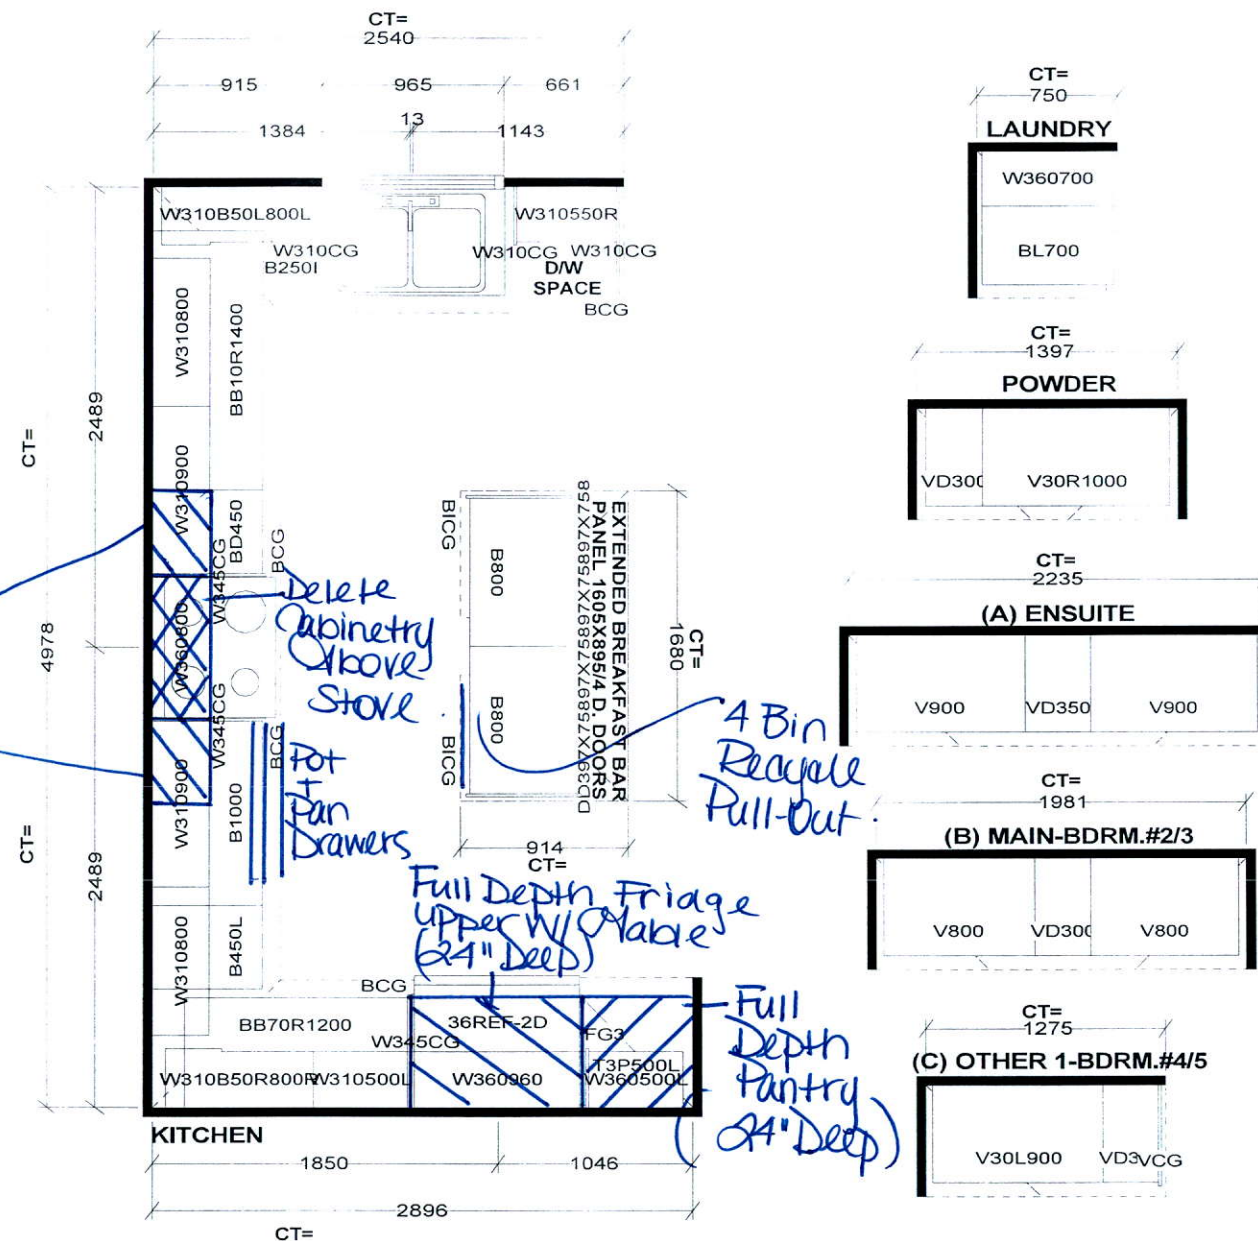 CT=
2540
915
965
661
1384
13
1143
W310B50L800L
W310CG
B250I
W310CG
W310550R
W310CG
D/W
SPACE
BCG
W310800
BB10R1400
W310900
BD450
W345CG
BCG
W360800
W345CG
BCG
W310900
B1000
W310800
B450L
CT=
2489
4978
CT=
2489
Delete
Cabinetry
Above
Stove
Pot
+
Pan
Drawers
BICG
B800
B800
BICG
EXTENDED BREAKFAST BAR
PANEL 1605X895/4 D. DOORS
CT=
1680
914
CT=
4 Bin
Recycle
Pull-Out
Full Depth Fridge
Upper W/ Gable
(24" Deep)
BCG
BB70R1200
36REF-2D
W345CG
FG3
T3P500L
W310B50R800R
W310500L
W360960
W360500L
Full
Depth
Pantry
(24" Deep)
KITCHEN
1850
1046
2896
CT=
CT=
750
LAUNDRY
W360700
BL700
CT=
1397
POWDER
VD300
V30R1000
CT=
2235
(A) ENSUITE
V900
VD350
V900
CT=
1981
(B) MAIN-BDRM.#2/3
V800
VD300
V800
CT=
1275
(C) OTHER 1-BDRM.#4/5
V30L900
VD3
VCG